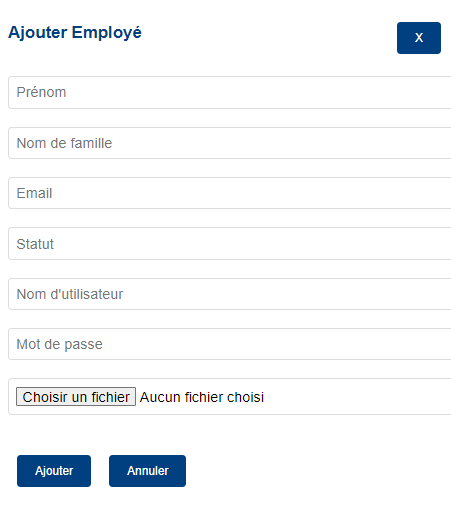 Ajouter Employé
X
Prénom
Nom de famille
Email
Statut
Nom d'utilisateur
Mot de passe
Choisir un fichier Aucun fichier choisi
Ajouter Annuler